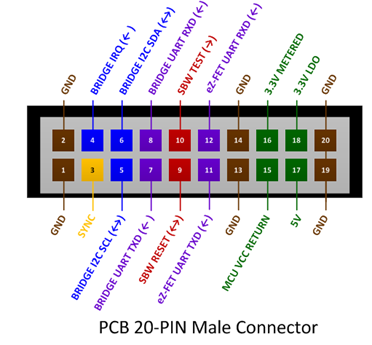 GND
BRIDGE IRQ (←)
BRIDGE I2C SDA (↔)
BRIDGE UART RXD (←)
SBW TEST (→)
eZ-FET UART RXD (←)
GND
3.3V METERED
3.3V LDO
GND
2 4 6 8 10 12 14 16 18 20
1 3 5 7 9 11 13 15 17 19
GND
SYNC
BRIDGE I2C SCL (↔)
BRIDGE UART TXD (←)
SBW RESET (↔)
eZ-FET UART TXD (←)
GND
MCU VCC RETURN
5V
GND
PCB 20-PIN Male Connector